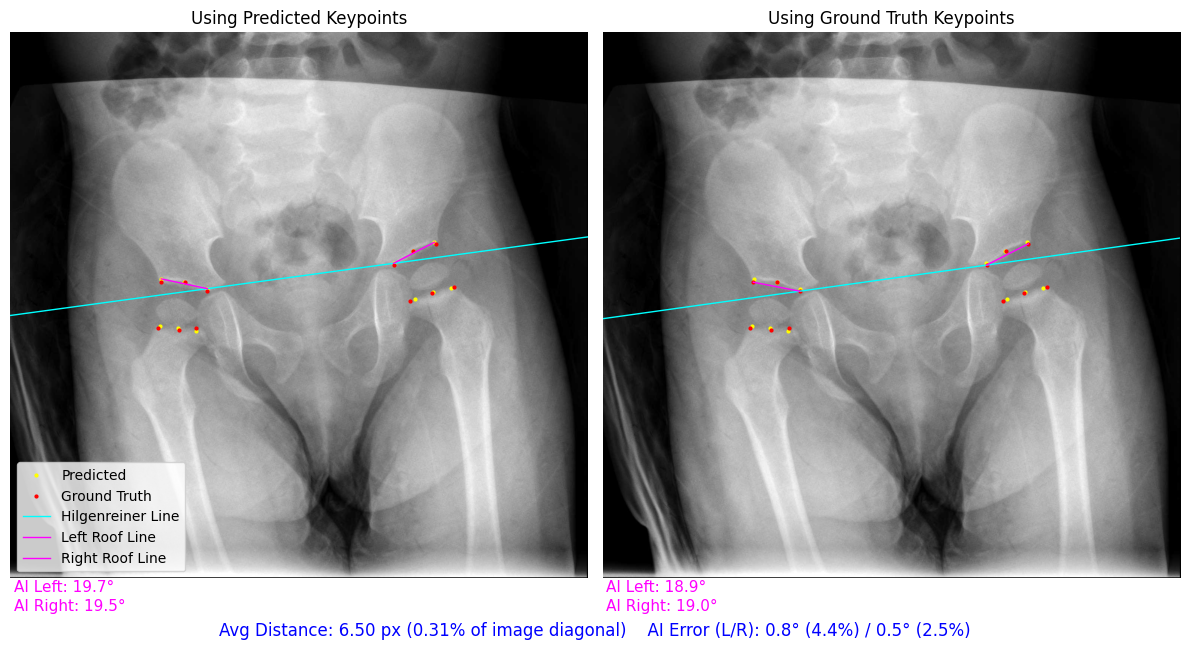 Using Predicted Keypoints
Using Ground Truth Keypoints
Predicted
Ground Truth
Hilgenreiner Line
Left Roof Line
Right Roof Line
AI Left: 19.7°
AI Right: 19.5°
AI Left: 18.9°
AI Right: 19.0°
Avg Distance: 6.50 px (0.31% of image diagonal)    AI Error (L/R): 0.8° (4.4%) / 0.5° (2.5%)